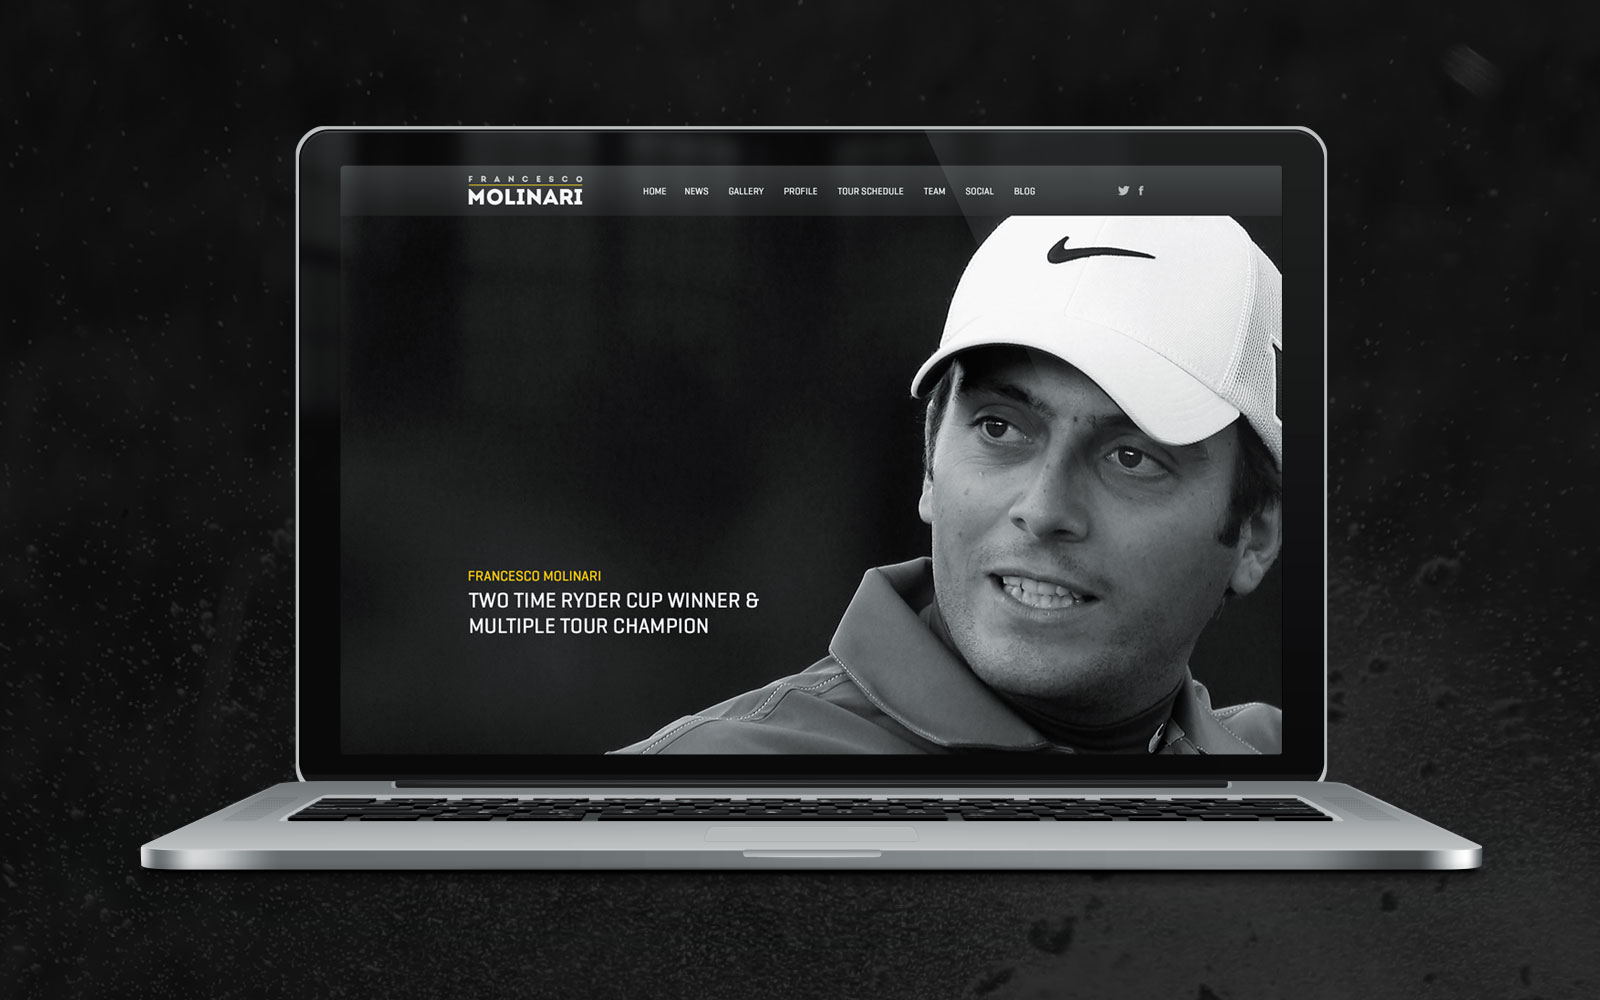 FRANCESCO
MOLINARI
HOME NEWS GALLERY PROFILE TOUR SCHEDULE TEAM SOCIAL BLOG
FRANCESCO MOLINARI
TWO TIME RYDER CUP WINNER &
MULTIPLE TOUR CHAMPION